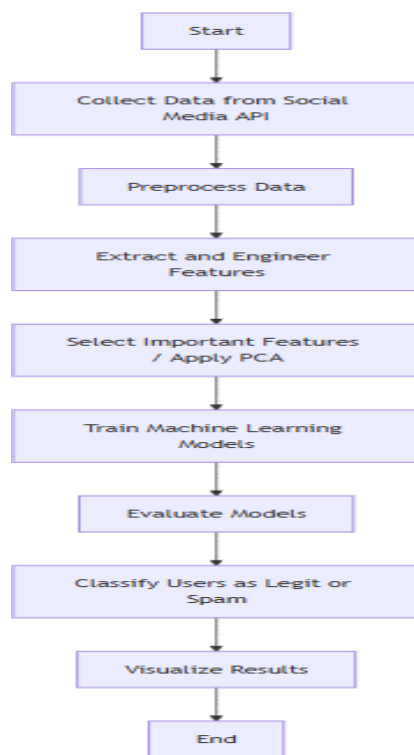 Start
Collect Data from Social
Media API
Preprocess Data
Extract and Engineer
Features
Select Important Features
/ Apply PCA
Train Machine Learning
Models
Evaluate Models
Classify Users as Legit or
Spam
Visualize Results
End